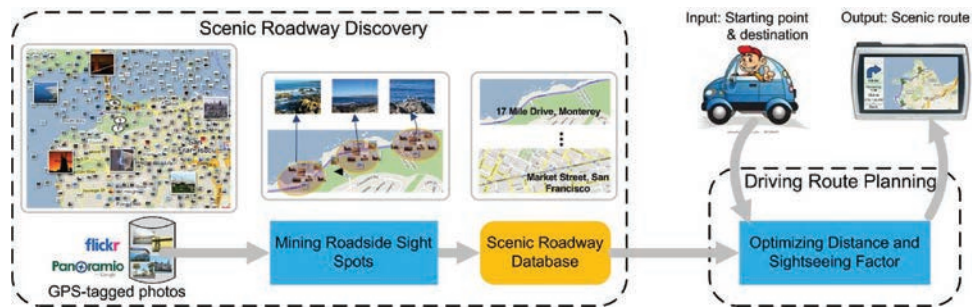 Scenic Roadway Discovery
Input: Starting point
& destination
Output: Scenic route
17 Mile Drive, Monterey
Market Street, San
Francisco
Driving Route Planning
flickr
Panoramio
GPS-tagged photos
Mining Roadside Sight
Spots
Scenic Roadway
Database
Optimizing Distance and
Sightseeing Factor